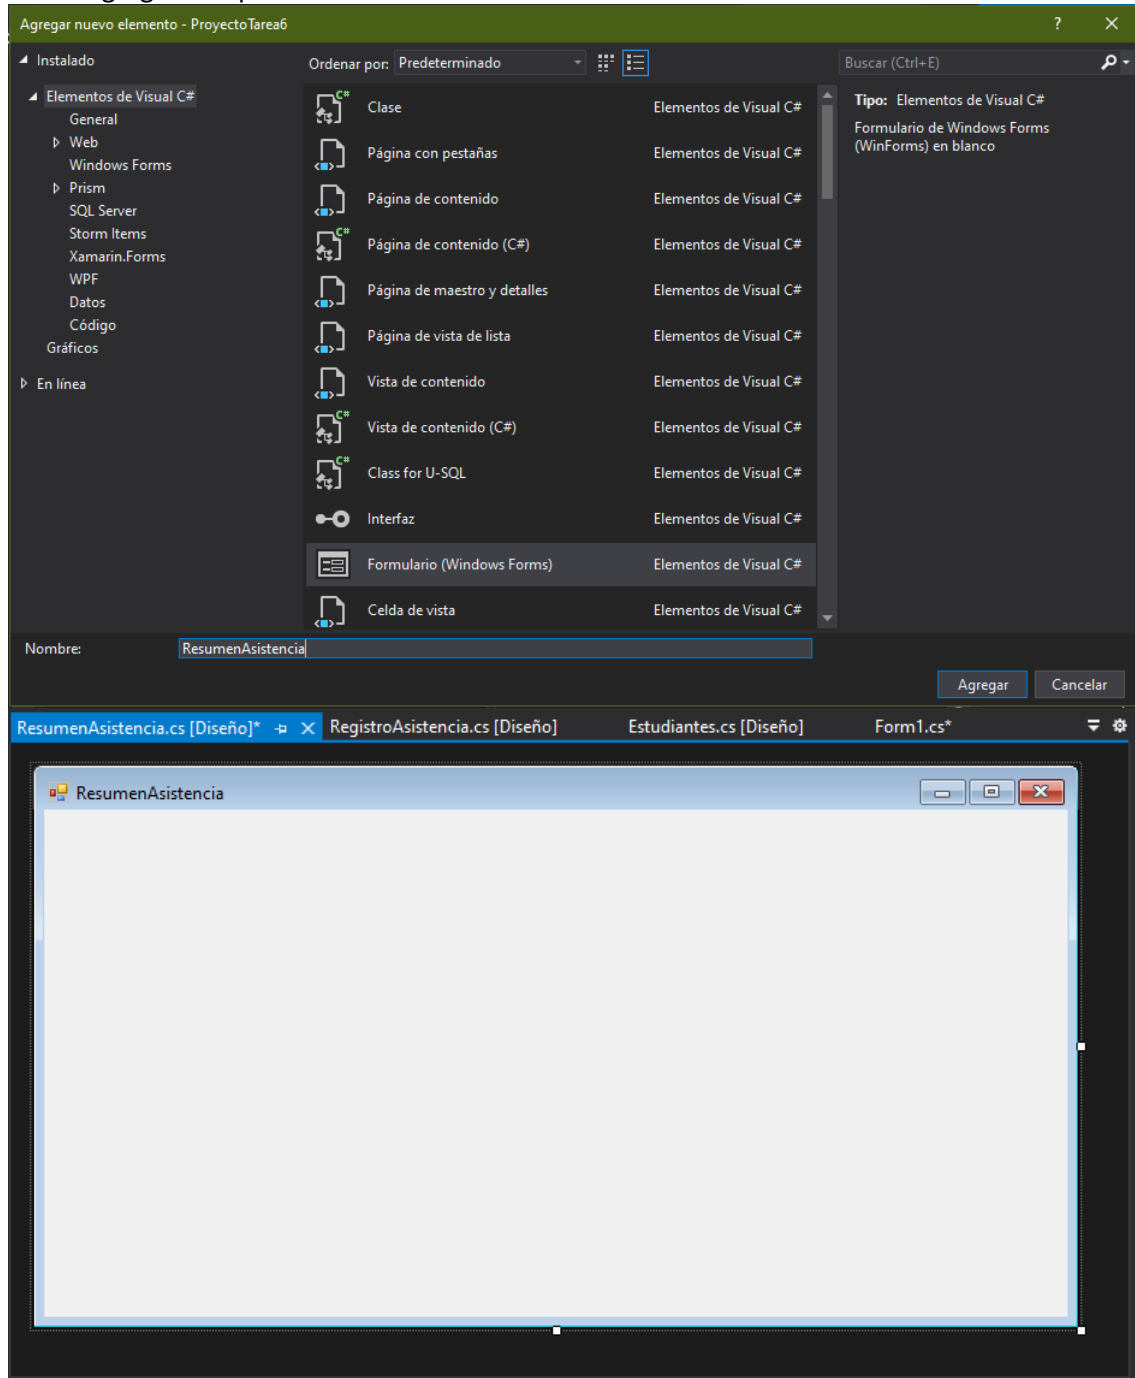 Agregar nuevo elemento - ProyectoTarea6
? ×
Instalado
Elementos de Visual C#
General
Web
Windows Forms
Prism
SQL Server
Storm Items
Xamarin.Forms
WPF
Datos
Código
Gráficos
En línea
Ordenar por: Predeterminado
Clase Elementos de Visual C#
Página con pestañas Elementos de Visual C#
Página de contenido Elementos de Visual C#
Página de contenido (C#) Elementos de Visual C#
Página de maestro y detalles Elementos de Visual C#
Página de vista de lista Elementos de Visual C#
Vista de contenido Elementos de Visual C#
Vista de contenido (C#) Elementos de Visual C#
Class for U-SQL Elementos de Visual C#
Interfaz Elementos de Visual C#
Formulario (Windows Forms) Elementos de Visual C#
Celda de vista Elementos de Visual C#
Buscar (Ctrl+E)
Tipo: Elementos de Visual C#
Formulario de Windows Forms
(WinForms) en blanco
Nombre: ResumenAsistencia
Agregar Cancelar
ResumenAsistencia.cs [Diseño]* RegistroAsistencia.cs [Diseño] Estudiantes.cs [Diseño] Form1.cs*
ResumenAsistencia